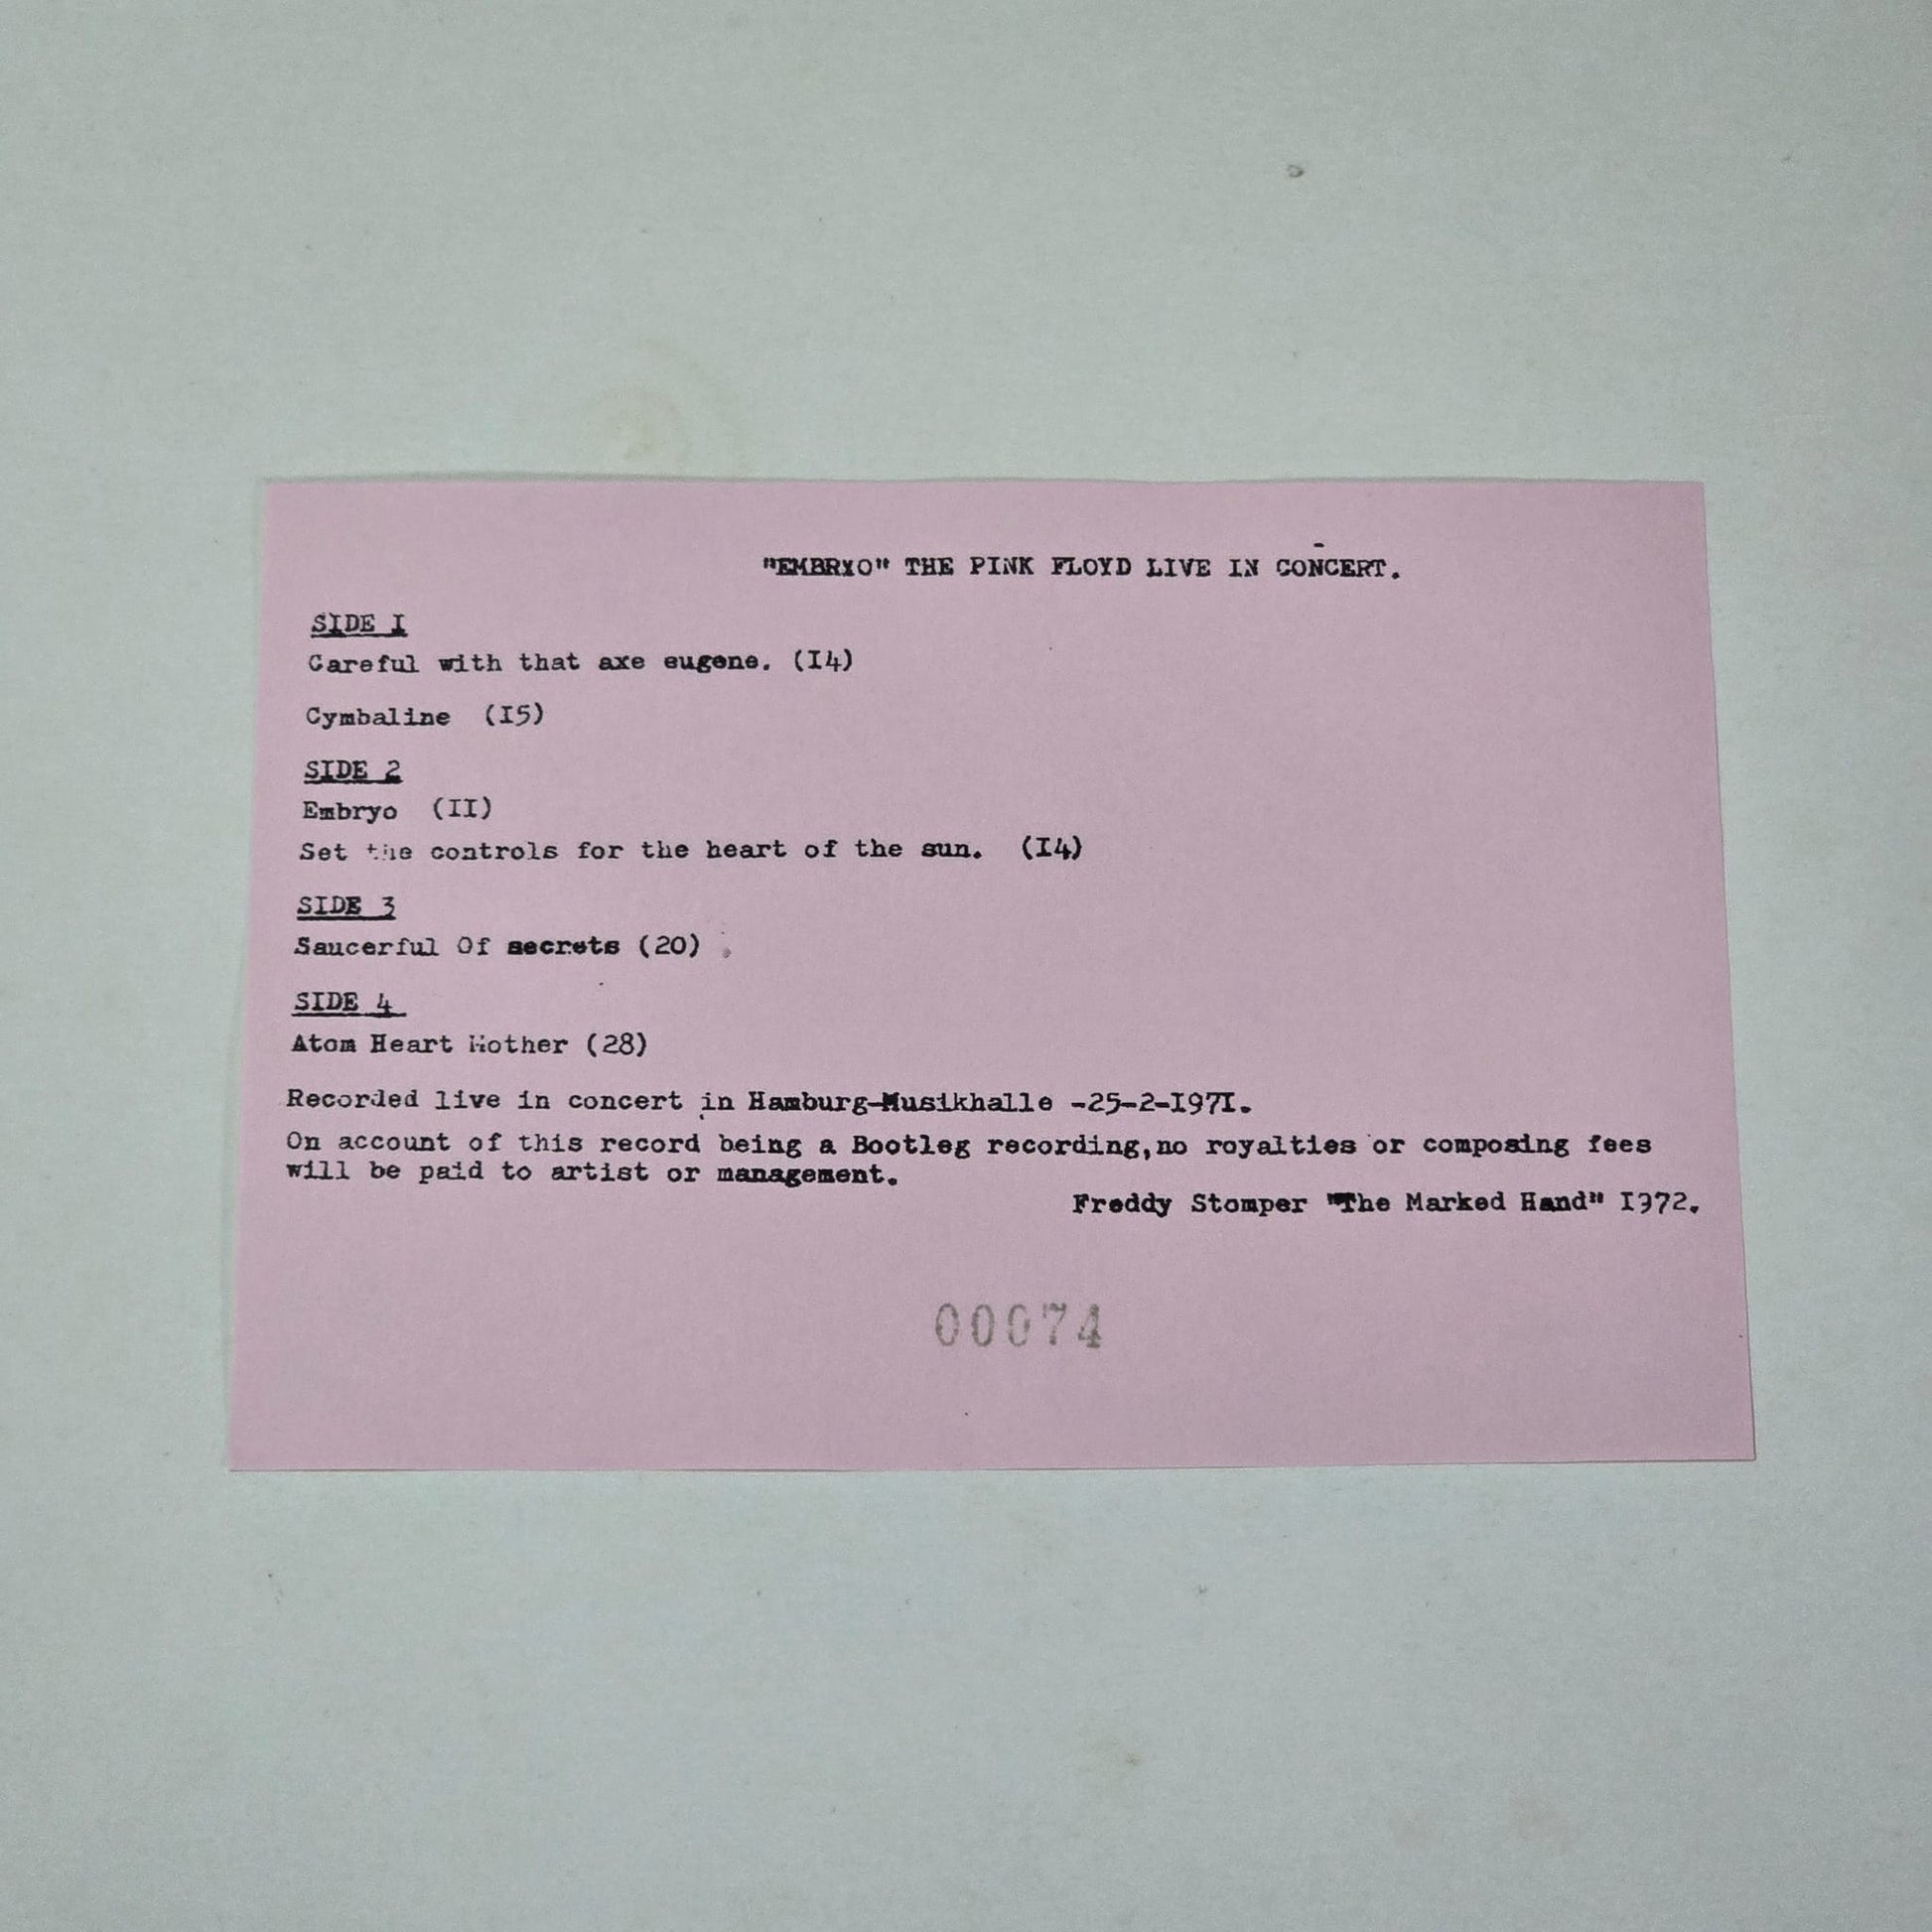 "EMBRYO" THE PINK FLOYD LIVE IN CONCERT.
SIDE I
Careful with that axe eugene. (I4)
Cymbaline (I5)
SIDE 2
Embryo (II)
Set the controls for the heart of the sun. (I4)
SIDE 3
Saucerful Of secrets (20)
SIDE 4
Atom Heart Mother (28)
Recorded live in concert in Hamburg-Musikhalle -25-2-I97I.
On account of this record being a Bootleg recording,no royalties or composing fees
will be paid to artist or management.
Freddy Stomper "The Marked Hand" I972.
00074